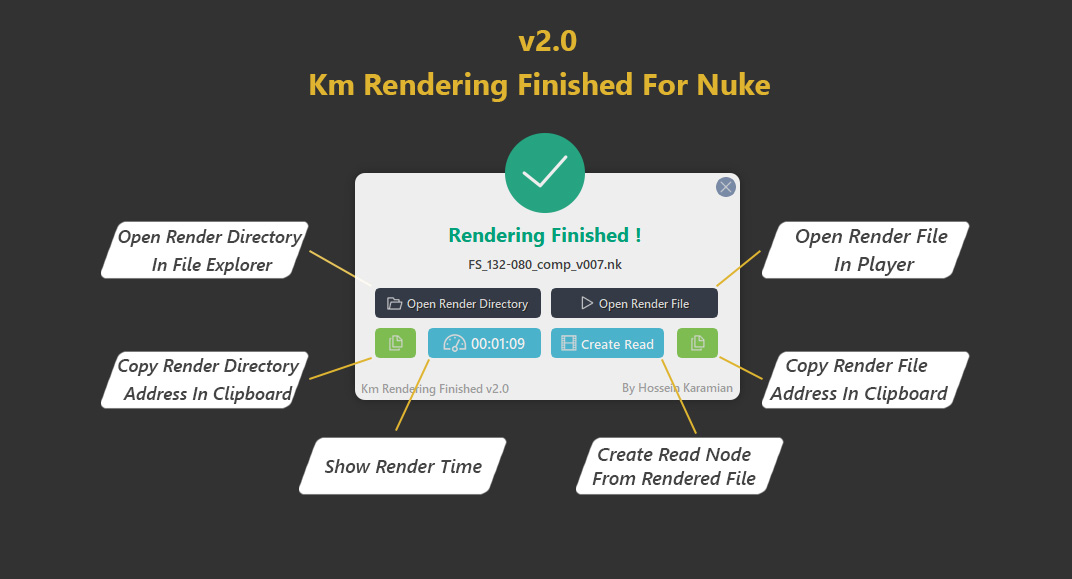 v2.0
Km Rendering Finished For Nuke
Rendering Finished !
FS_132-080_comp_v007.nk
Open Render Directory
In File Explorer
Open Render File
In Player
Open Render Directory
Open Render File
00:01:09
Create Read
Copy Render Directory
Address In Clipboard
Copy Render File
Address In Clipboard
Km Rendering Finished v2.0
By Hossein Karamian
Show Render Time
Create Read Node
From Rendered File